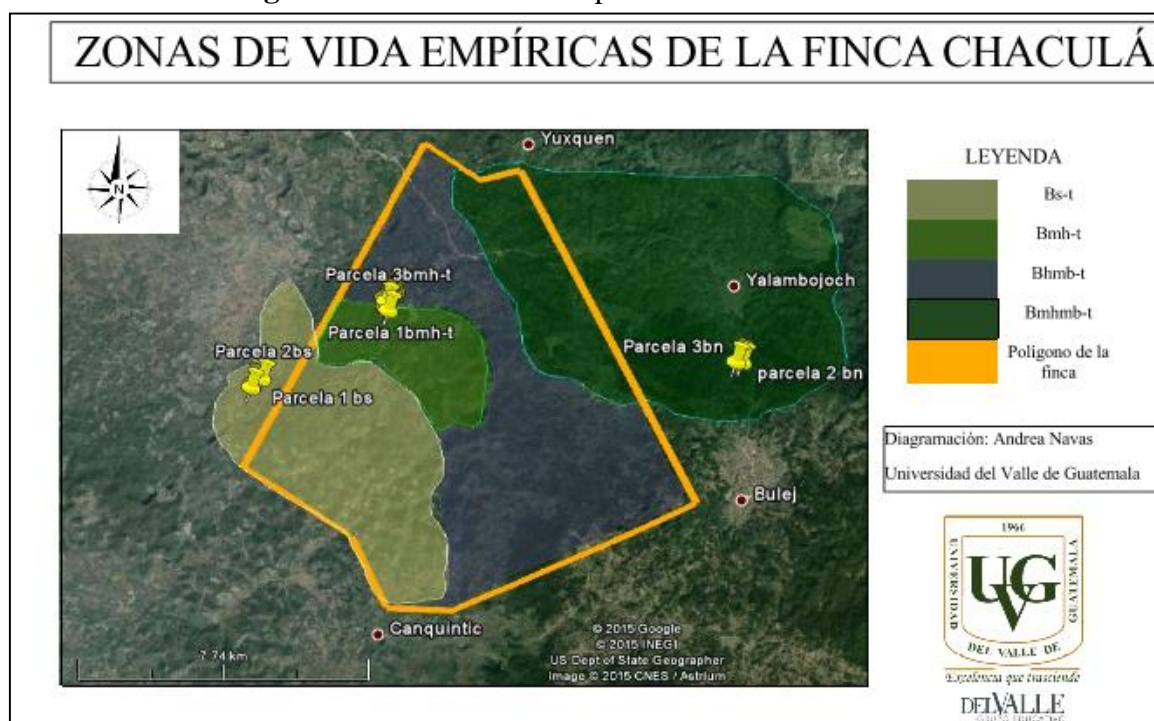 ZONAS DE VIDA EMPÍRICAS DE LA FINCA CHACULÁ
N
Yuxquen
Yalambojoch
Parcela 3bmh-t
Parcela 1bmh-t
Parcela 2bs
Parcela 1 bs
Parcela 3bn
parcela 2 bn
Bulej
Canquintic
7.74 km
© 2015 Google
© 2015 INEGI
US Dept of State Geographer
Image © 2015 CNES / Astrium
LEYENDA
Bs-t
Bmh-t
Bhmb-t
Bmhmb-t
Polígono de la
finca
Diagramación: Andrea Navas
Universidad del Valle de Guatemala
1966
UNIVERSIDAD
DEL VALLE DE
GUATEMALA
UVG
Excelencia que trasciende
DEL VALLE